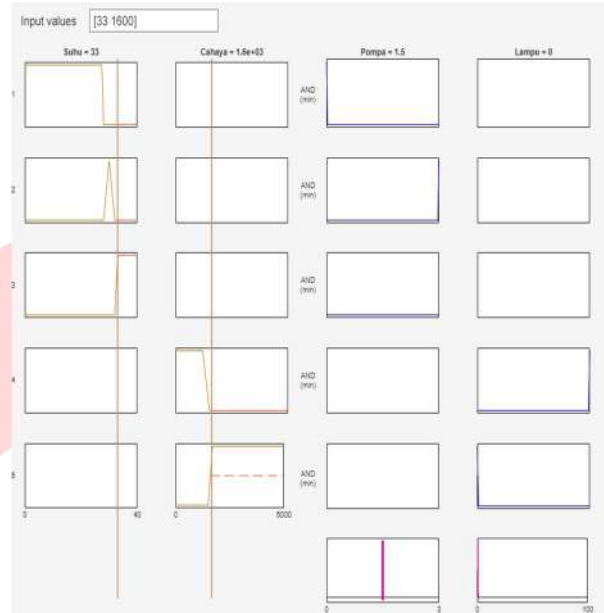 Input values [33 1600]
Suhu = 33 Cahaya = 1.6e+03 Pompa = 1.5 Lampu = 0
1 AND
(min)
2 AND
(min)
3 AND
(min)
4 AND
(min)
5 AND
(min)
0 40 0 5000
0 3 0 100